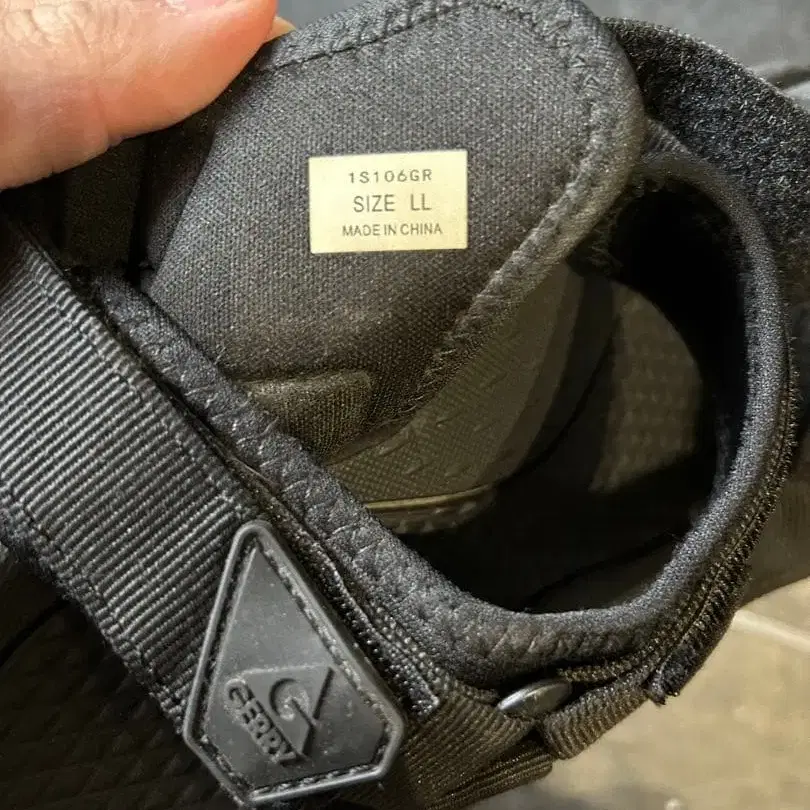 1S106GR
SIZE LL
MADE IN CHINA
G
GERRY